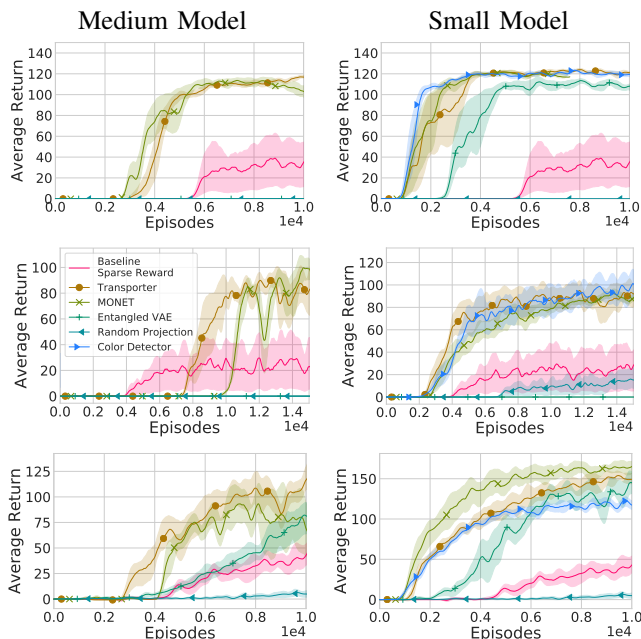 Medium Model
Small Model
Average Return
140
120
100
80
60
40
20
0
0.0 0.2 0.4 0.6 0.8 1.0
Episodes 1e4
Average Return
140
120
100
80
60
40
20
0
0.0 0.2 0.4 0.6 0.8 1.0
Episodes 1e4
Average Return
100
80
60
40
20
0
Baseline
Sparse Reward
Transporter
MONET
Entangled VAE
Random Projection
Color Detector
0.0 0.2 0.4 0.6 0.8 1.0 1.2 1.4
Episodes 1e4
Average Return
120
100
80
60
40
20
0
0.0 0.2 0.4 0.6 0.8 1.0 1.2 1.4
Episodes 1e4
Average Return
125
100
75
50
25
0
0.0 0.2 0.4 0.6 0.8 1.0
Episodes 1e4
Average Return
150
100
50
0
0.0 0.2 0.4 0.6 0.8 1.0
Episodes 1e4